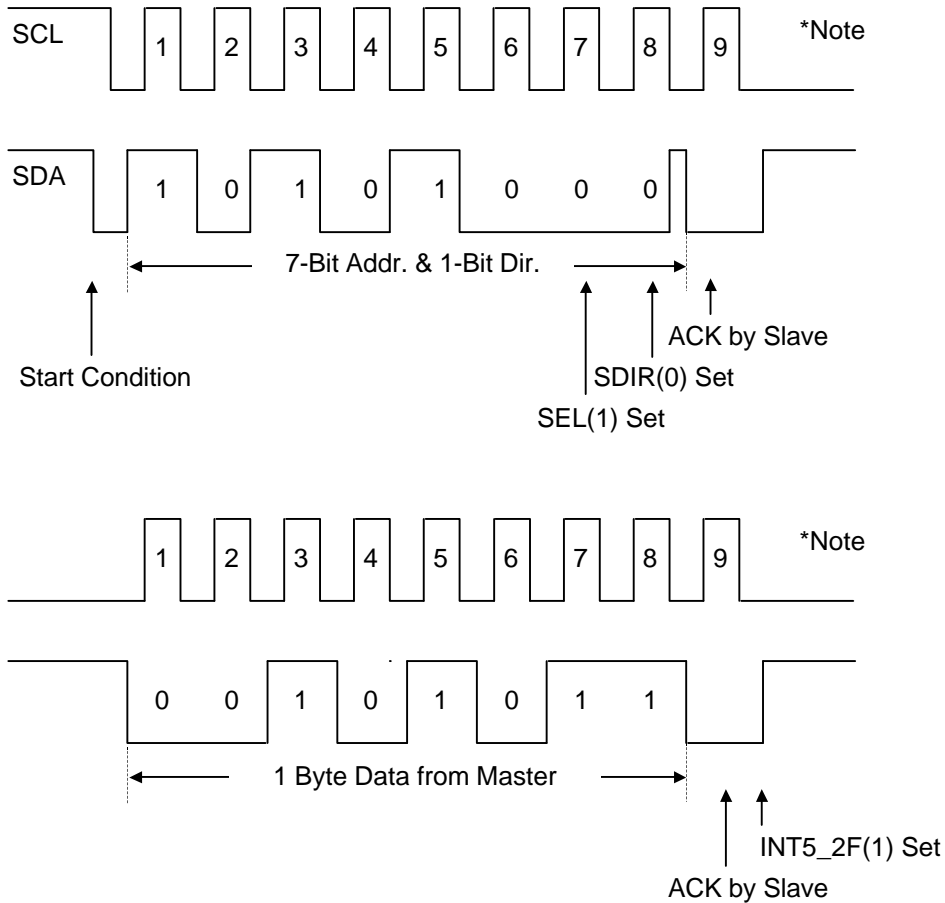 SCL 1 2 3 4 5 6 7 8 9 *Note
SDA 1 0 1 0 1 0 0 0
7-Bit Addr. & 1-Bit Dir.
ACK by Slave
Start Condition
SDIR(0) Set
SEL(1) Set
1 2 3 4 5 6 7 8 9 *Note
0 0 1 0 1 0 1 1
1 Byte Data from Master
INT5_2F(1) Set
ACK by Slave